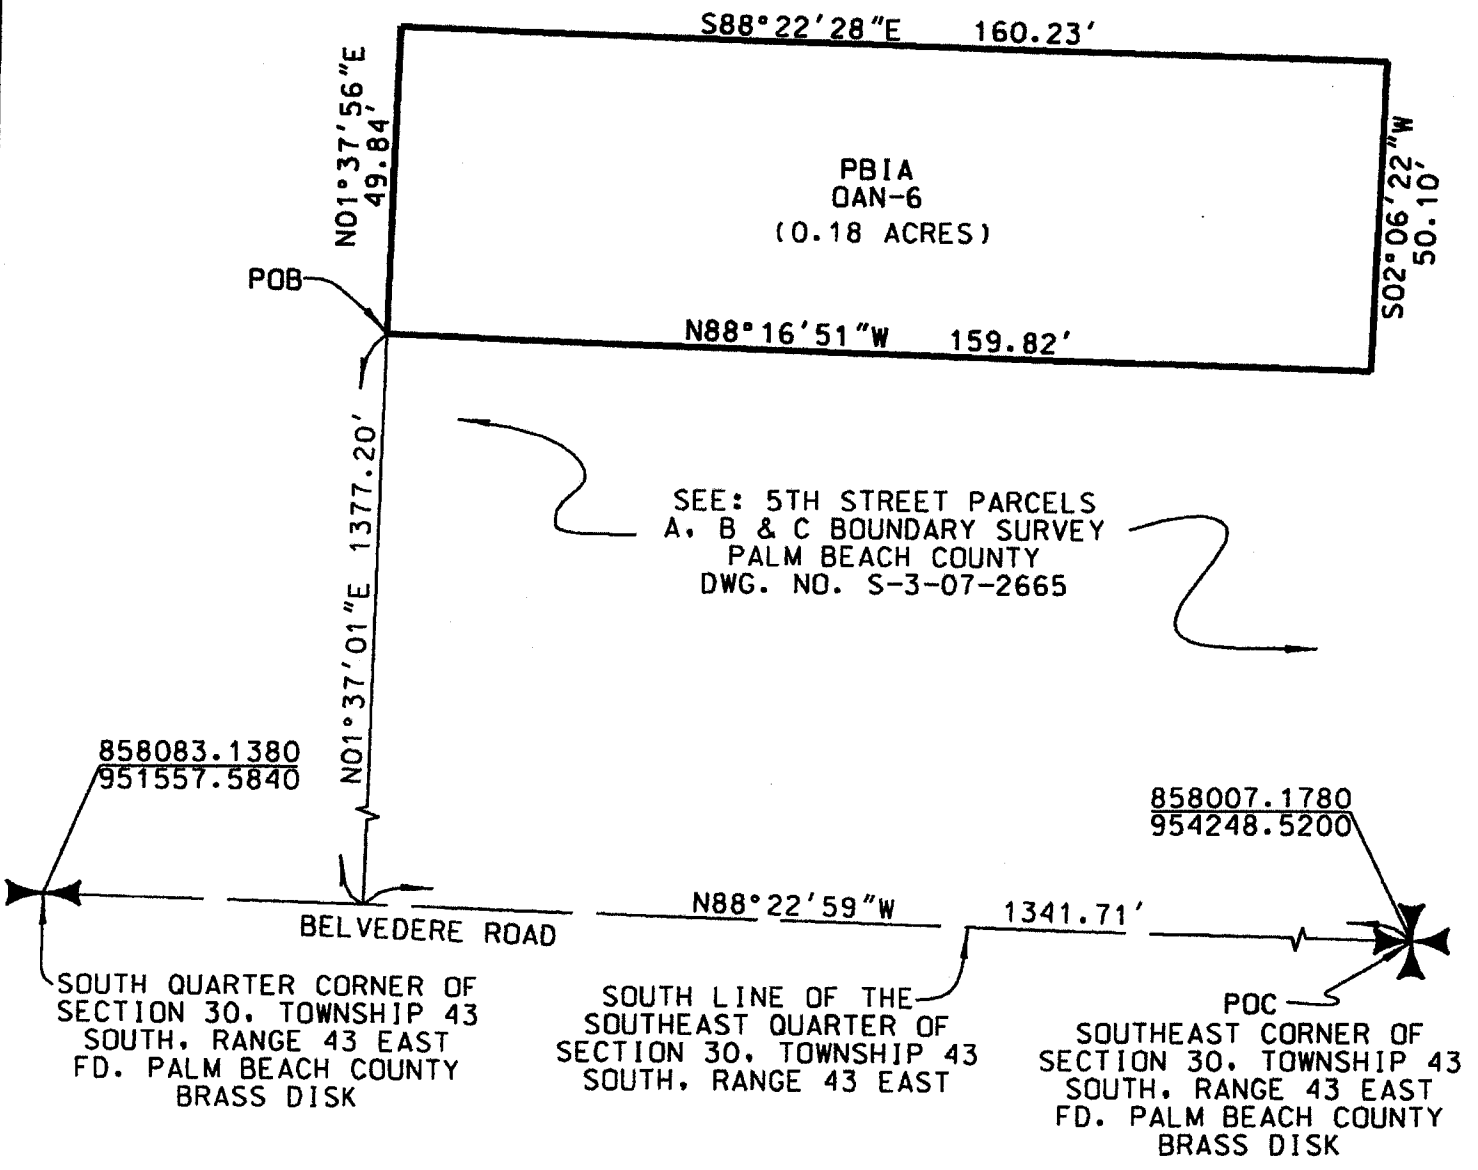 S88°22'28"E 160.23'
N01°37'56"E
49.84'
PBIA
OAN-6
(0.18 ACRES)
S02°06'22"W
50.10'
POB
N88°16'51"W 159.82'
N01°37'01"E 1377.20'
SEE: 5TH STREET PARCELS
A, B & C BOUNDARY SURVEY
PALM BEACH COUNTY
DWG. NO. S-3-07-2665
858083.1380
951557.5840
858007.1780
954248.5200
N88°22'59"W 1341.71'
BELVEDERE ROAD
SOUTH QUARTER CORNER OF
SECTION 30, TOWNSHIP 43
SOUTH, RANGE 43 EAST
FD. PALM BEACH COUNTY
BRASS DISK
SOUTH LINE OF THE
SOUTHEAST QUARTER OF
SECTION 30, TOWNSHIP 43
SOUTH, RANGE 43 EAST
POC
SOUTHEAST CORNER OF
SECTION 30, TOWNSHIP 43
SOUTH, RANGE 43 EAST
FD. PALM BEACH COUNTY
BRASS DISK